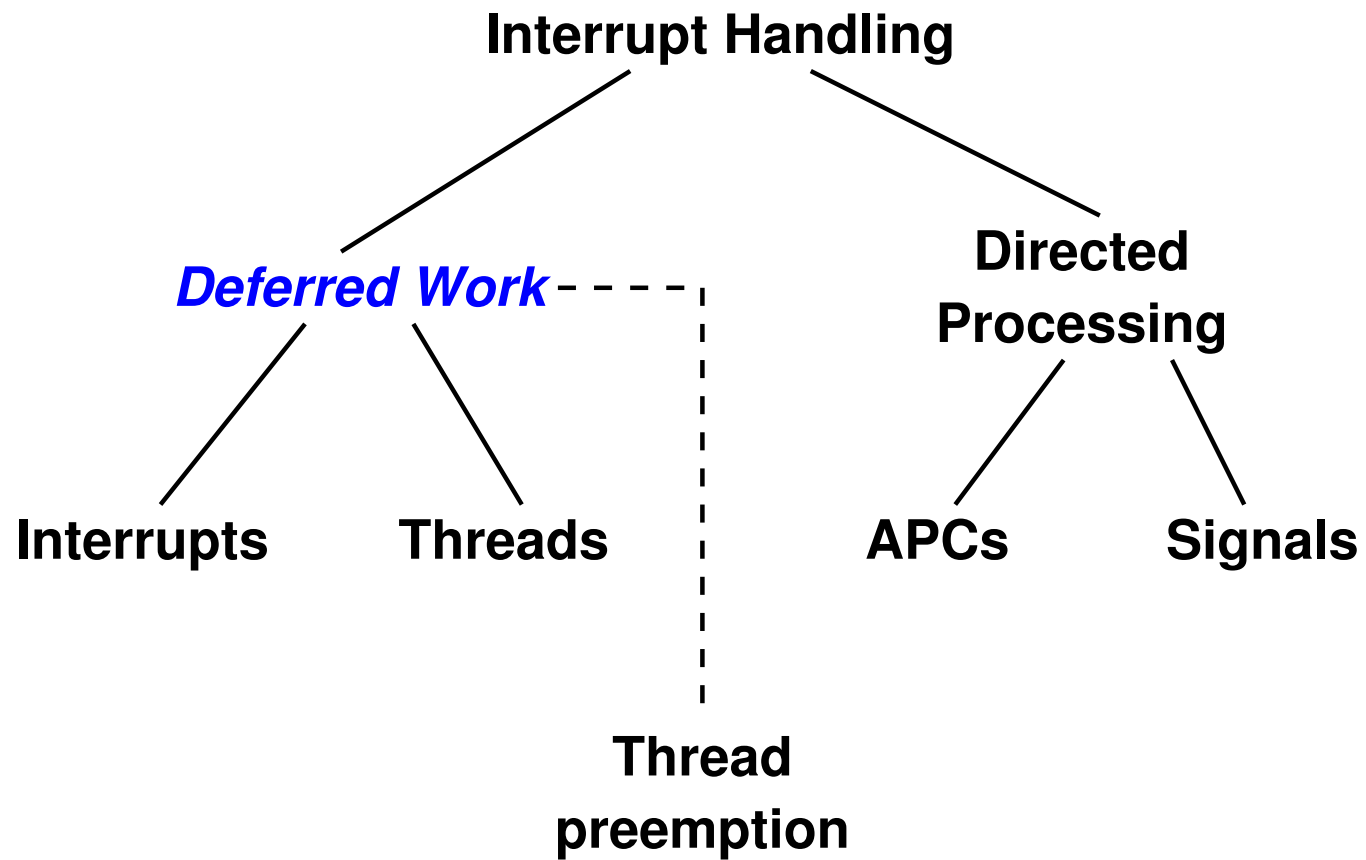 Interrupt Handling
Deferred Work
Directed
Processing
Interrupts
Threads
APCs
Signals
Thread
preemption